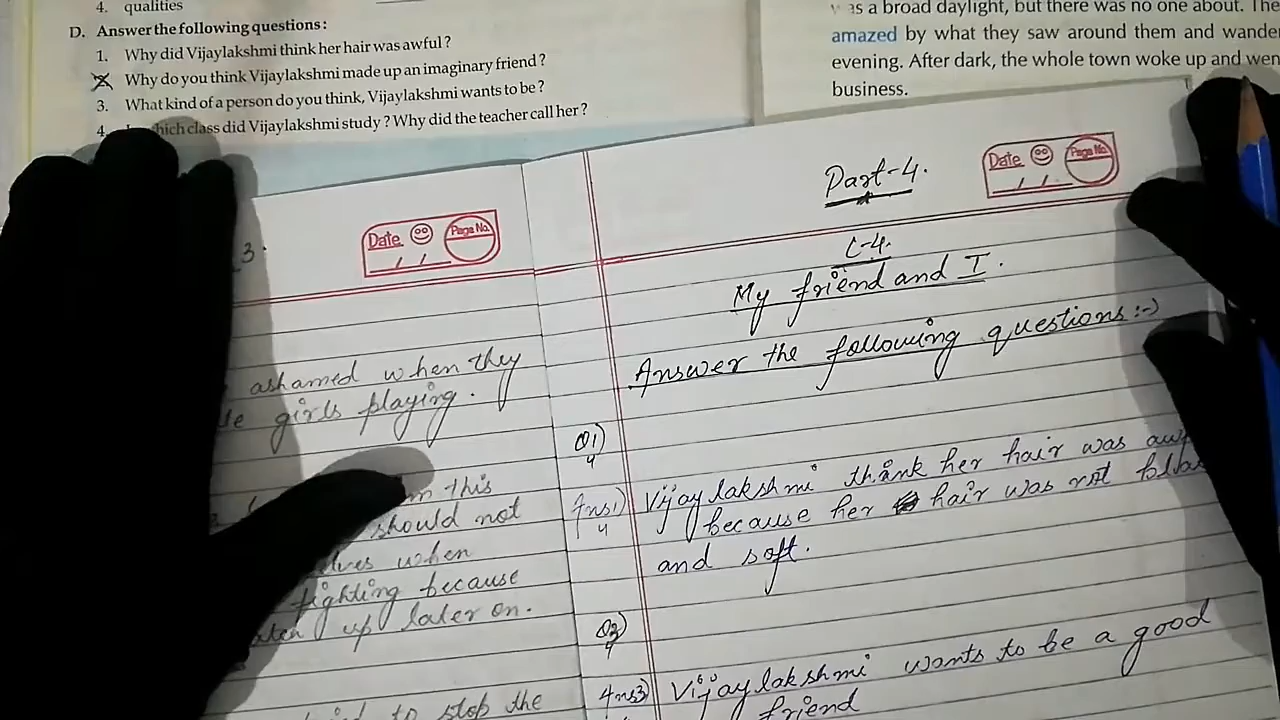 4. qualities
D. Answer the following questions:
1. Why did Vijaylakshmi think her hair was awful?
Why do you think Vijaylakshmi made up an imaginary friend?
3. What kind of a person do you think, Vijaylakshmi wants to be?
4. class did Vijaylakshmi study? Why did the teacher call her?
as a broad daylight, but there was no one about. The
amazed by what they saw around them and
evening. After dark, the whole town woke up and
business.
3.
Date
Page No.
ashamed when they
girls playing.
this
should not
when
fighting because
up later on.
to stop the
Part-4.
Date
Page No.
L-4.
My friend and I.
Answer the following questions:-)
Q1)
4
Ans1)
4
Vijaylakshmi think her hair was
because her hair was not
and soft.
Q3)
4
Ans3) Vijaylakshmi wants to be a good
friend